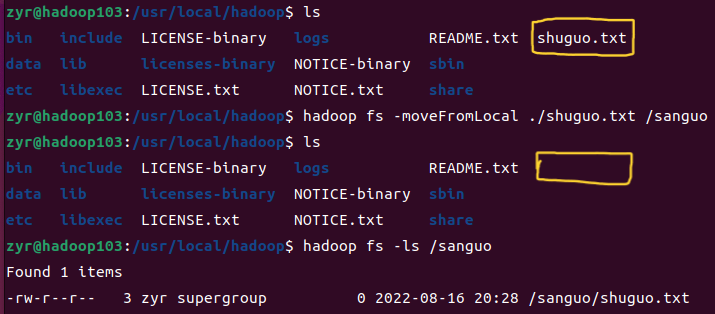 zyr@hadoop103:/usr/local/hadoop$ ls
bin include LICENSE-binary logs README.txt shuguo.txt
data lib licenses-binary NOTICE-binary sbin
etc libexec LICENSE.txt NOTICE.txt share
zyr@hadoop103:/usr/local/hadoop$ hadoop fs -moveFromLocal ./shuguo.txt /sanguo
zyr@hadoop103:/usr/local/hadoop$ ls
bin include LICENSE-binary logs README.txt
data lib licenses-binary NOTICE-binary sbin
etc libexec LICENSE.txt NOTICE.txt share
zyr@hadoop103:/usr/local/hadoop$ hadoop fs -ls /sanguo
Found 1 items
-rw-r--r-- 3 zyr supergroup 0 2022-08-16 20:28 /sanguo/shuguo.txt